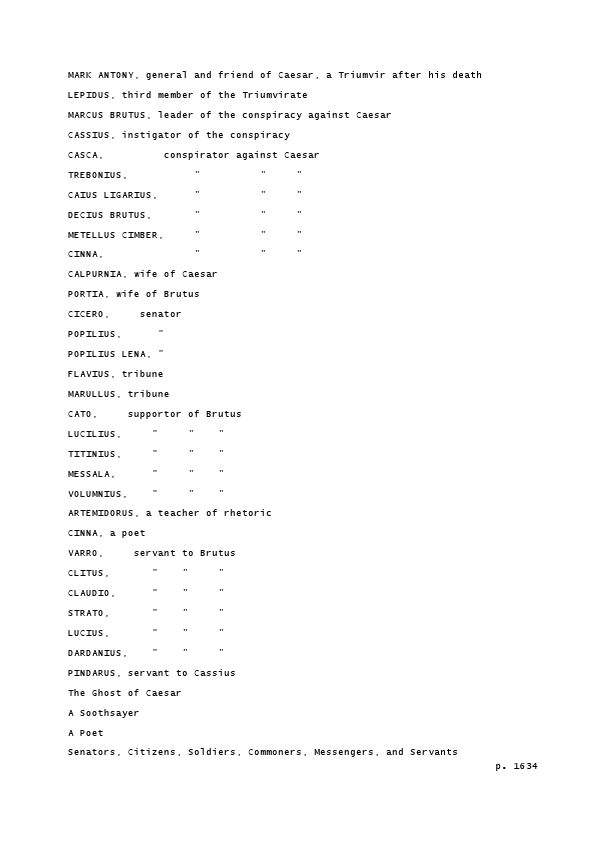 MARK ANTONY, general and friend of Caesar, a Triumvir after his death
LEPIDUS, third member of the Triumvirate
MARCUS BRUTUS, leader of the conspiracy against Caesar
CASSIUS, instigator of the conspiracy
CASCA,          conspirator against Caesar
TREBONIUS,           "          "     "
CAIUS LIGARIUS,      "          "     "
DECIUS BRUTUS,       "          "     "
METELLUS CIMBER,     "          "     "
CINNA,               "          "     "
CALPURNIA, wife of Caesar
PORTIA, wife of Brutus
CICERO,     senator
POPILIUS,      "
POPILIUS LENA, "
FLAVIUS, tribune
MARULLUS, tribune
CATO,     supportor of Brutus
LUCILIUS,     "     "    "
TITINIUS,     "     "    "
MESSALA,      "     "    "
VOLUMNIUS,    "     "    "
ARTEMIDORUS, a teacher of rhetoric
CINNA, a poet
VARRO,     servant to Brutus
CLITUS,       "    "     "
CLAUDIO,      "    "     "
STRATO,       "    "     "
LUCIUS,       "    "     "
DARDANIUS,    "    "     "
PINDARUS, servant to Cassius
The Ghost of Caesar
A Soothsayer
A Poet
Senators, Citizens, Soldiers, Commoners, Messengers, and Servants
p. 1634